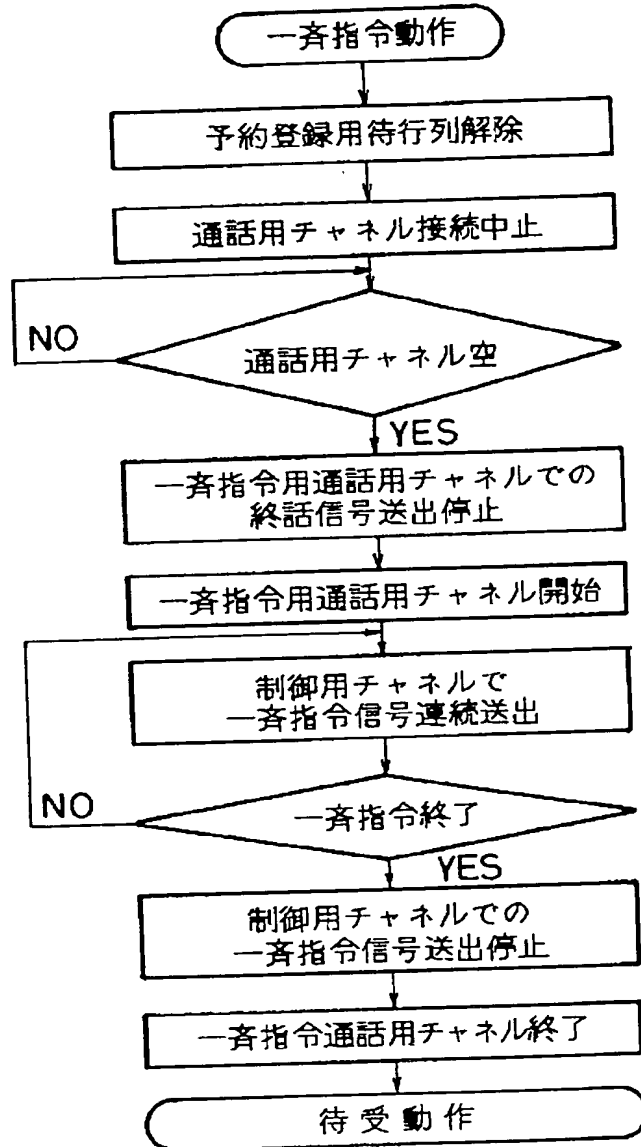 一斉指令動作
予約登録用待行列解除
通話用チャネル接続中止
NO
通話用チャネル空
YES
一斉指令用通話用チャネルでの
終話信号送出停止
一斉指令用通話用チャネル開始
制御用チャネルで
一斉指令信号連続送出
NO
一斉指令終了
YES
制御用チャネルでの
一斉指令信号送出停止
一斉指令通話用チャネル終了
待受動作